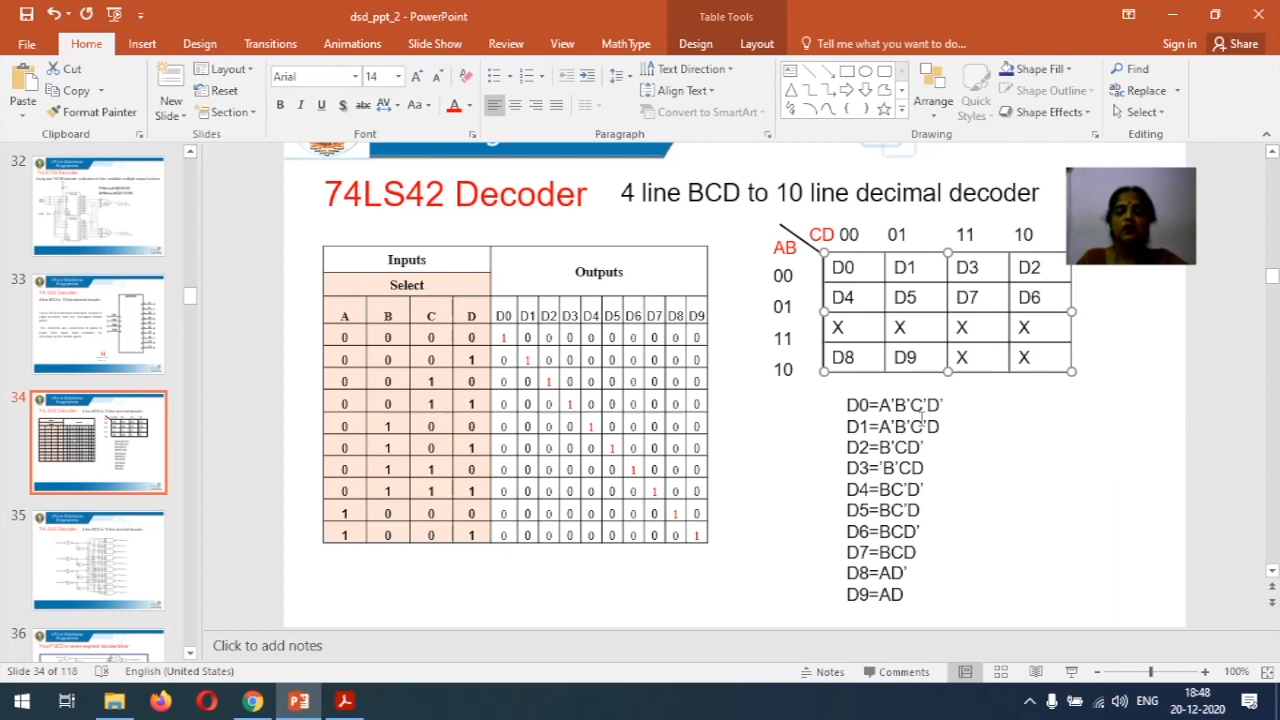 dsd_ppt_2 - PowerPoint
Table Tools
File Home Insert Design Transitions Animations Slide Show Review View MathType Design Layout Tell me what you want to do... Sign in Share
Paste
Cut
Copy
Format Painter
Clipboard
New
Slide
Layout
Reset
Section
Slides
Arial 14
B I U S abc AV Aa A
Font
Text Direction
Align Text
Convert to SmartArt
Paragraph
Arrange
Quick
Styles
Shape Fill
Shape Outline
Shape Effects
Drawing
Find
Replace
Select
Editing
32
33
34
35
36
74LS42 Decoder 4 line BCD to 10 line decimal decoder
Inputs Outputs
Select
A B C D D0 D1 D2 D3 D4 D5 D6 D7 D8 D9
0 0 0 0 1 0 0 0 0 0 0 0 0 0
0 0 0 1 0 1 0 0 0 0 0 0 0 0
0 0 1 0 0 0 1 0 0 0 0 0 0 0
0 0 1 1 0 0 0 1 0 0 0 0 0 0
0 1 0 0 0 0 0 0 1 0 0 0 0 0
0 0 0 0 0 0 0 0 1 0 0 0 0
0 1 1 0 0 0 0 0 0 0 1 0 0 0
0 1 1 1 0 0 0 0 0 0 0 1 0 0
1 0 0 0 0 0 0 0 0 0 0 0 1 0
1 0 0 1 0 0 0 0 0 0 0 0 0 1
CD 00 01 11 10
AB
00 D0 D1 D3 D2
01 D4 D5 D7 D6
11 X X X X
10 D8 D9 X X
D0=A'B'C'D'
D1=A'B'C'D
D2=B'CD'
D3='B'CD
D4=BC'D'
D5=BC'D
D6=BCD'
D7=BCD
D8=AD'
D9=AD
Click to add notes
Slide 34 of 118 English (United States) Notes Comments 100%
ENG
18:48
20-12-2020